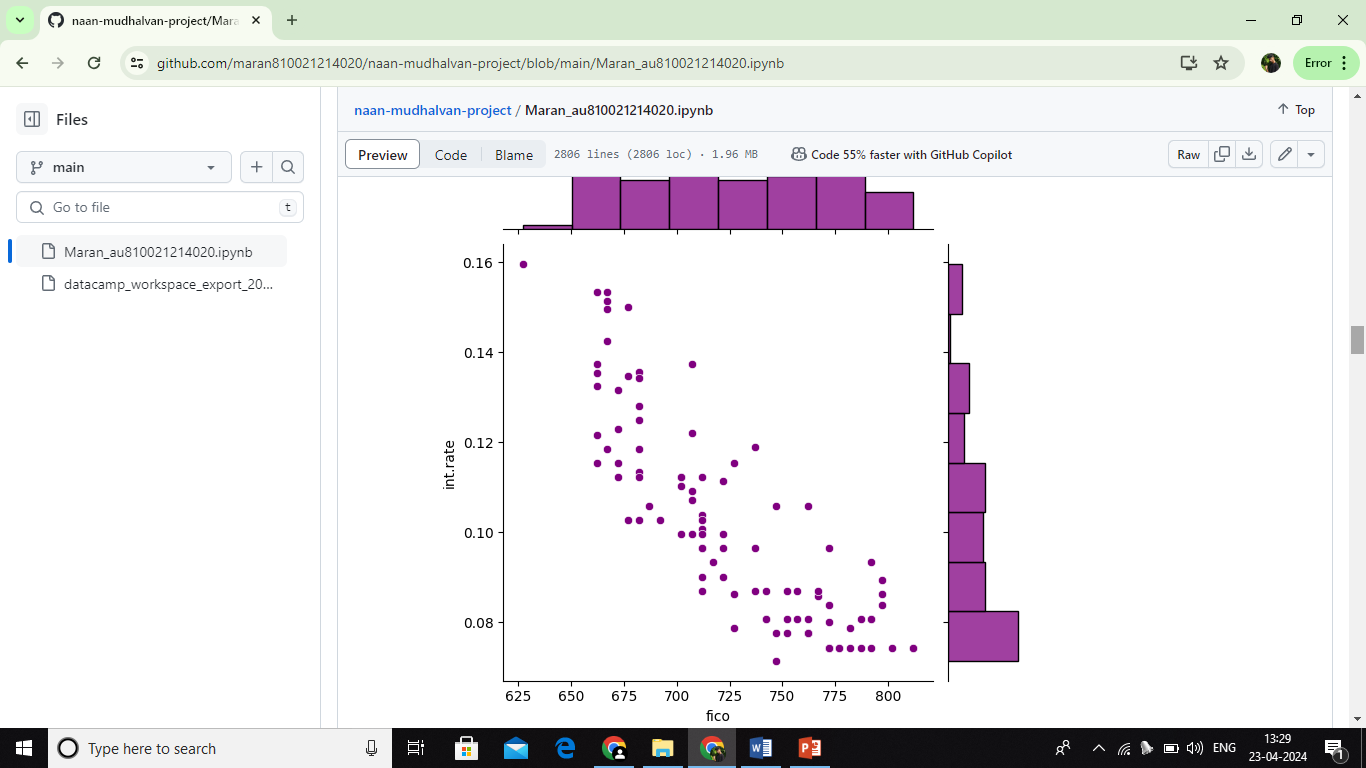 naan-mudhalvan-project/Mara
github.com/maran810021214020/naan-mudhalvan-project/blob/main/Maran_au810021214020.ipynb
Error
Files
naan-mudhalvan-project / Maran_au810021214020.ipynb
Top
main
Preview Code Blame 2806 lines (2806 loc) · 1.96 MB Code 55% faster with GitHub Copilot Raw
Go to file t
Maran_au810021214020.ipynb
datacamp_workspace_export_20...
0.16
0.14
0.12
0.10
0.08
int.rate
625 650 675 700 725 750 775 800
fico
Type here to search
ENG
13:29
23-04-2024
1